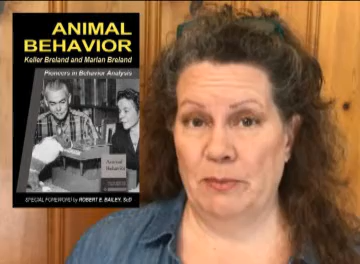 ANIMAL
BEHAVIOR
Keller Breland and Marian Breland
Pioneers in Behavior Analysis
Animal
Behavior
SPECIAL FOREWORD by ROBERT E. BAILEY, ScD